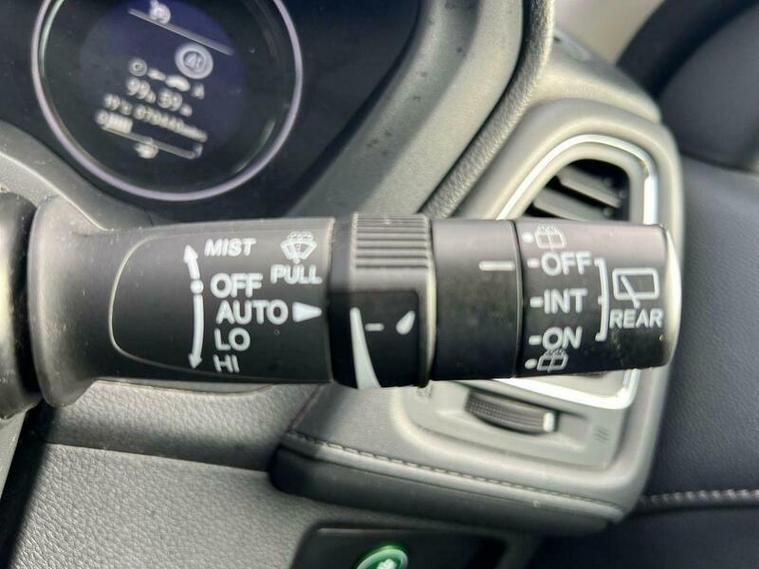 MIST
PULL
OFF
AUTO
LO
HI
OFF
INT
ON
REAR